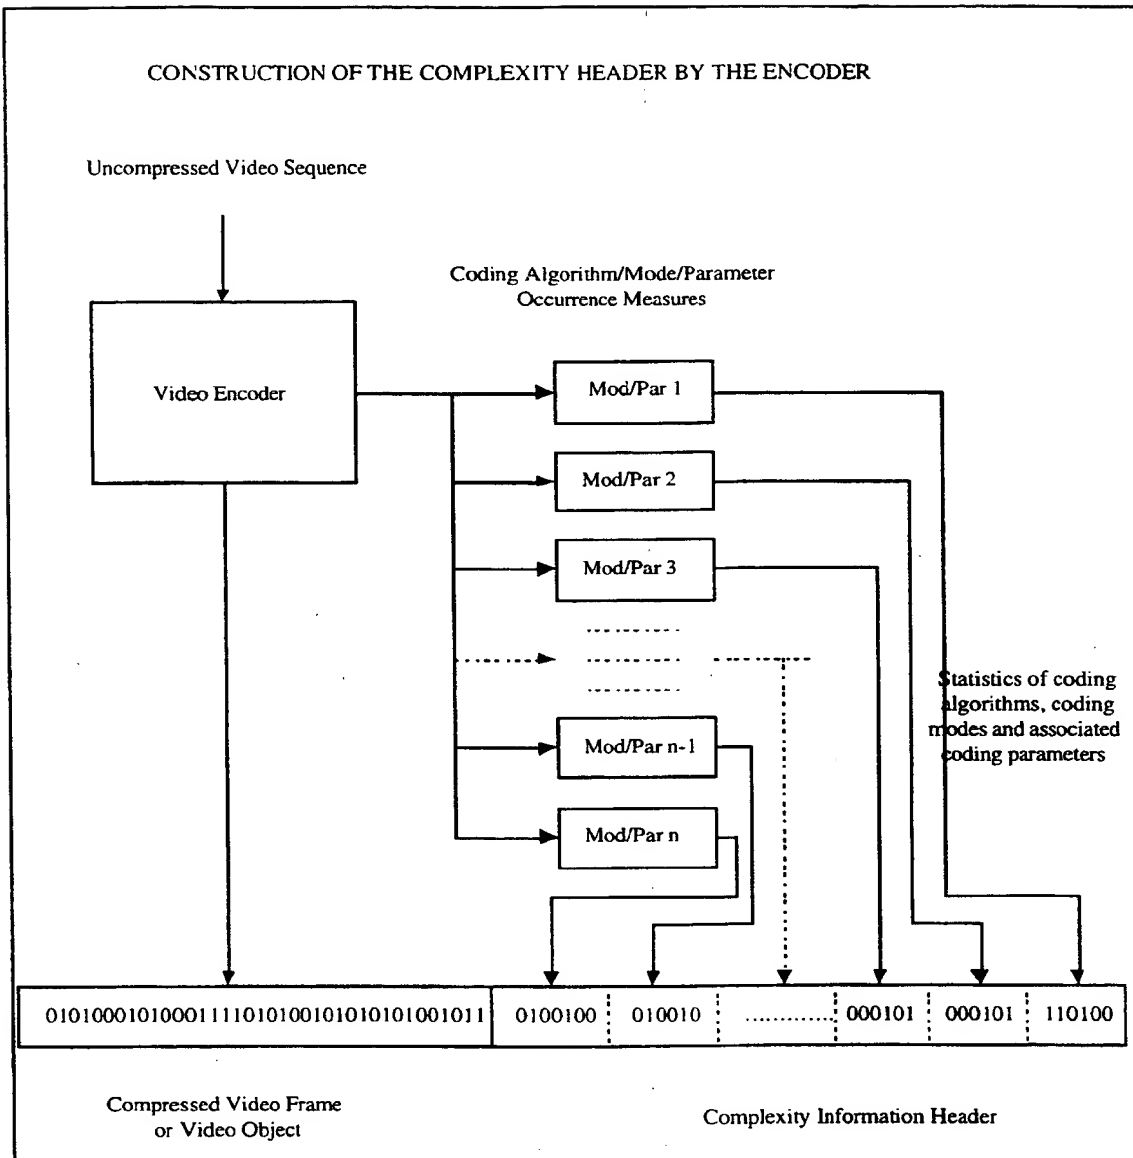 CONSTRUCTION OF THE COMPLEXITY HEADER BY THE ENCODER
Uncompressed Video Sequence
Coding Algorithm/Mode/Parameter
Occurrence Measures
Video Encoder
Mod/Par 1
Mod/Par 2
Mod/Par 3
Statistics of coding
algorithms, coding
modes and associated
coding parameters
Mod/Par n-1
Mod/Par n
0101000101000111101010010101010101001011 0100100 010010 ............. 000101 000101 110100
Compressed Video Frame
or Video Object
Complexity Information Header